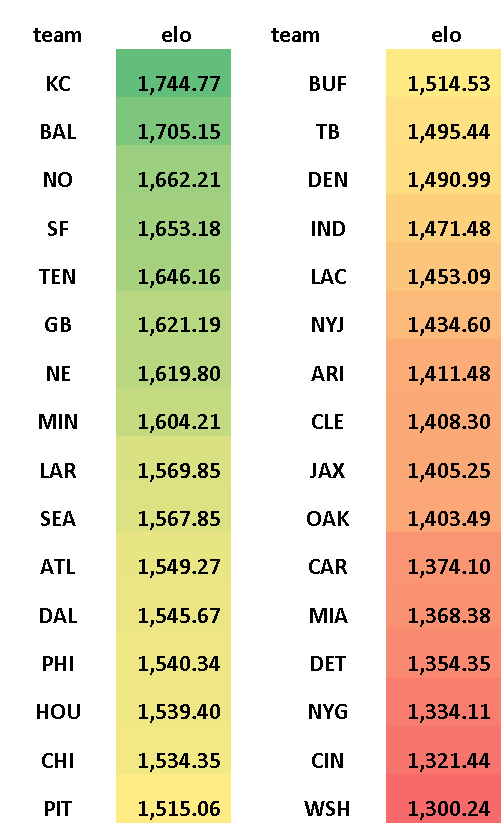 team elo team elo
KC 1,744.77 BUF 1,514.53
BAL 1,705.15 TB 1,495.44
NO 1,662.21 DEN 1,490.99
SF 1,653.18 IND 1,471.48
TEN 1,646.16 LAC 1,453.09
GB 1,621.19 NYJ 1,434.60
NE 1,619.80 ARI 1,411.48
MIN 1,604.21 CLE 1,408.30
LAR 1,569.85 JAX 1,405.25
SEA 1,567.85 OAK 1,403.49
ATL 1,549.27 CAR 1,374.10
DAL 1,545.67 MIA 1,368.38
PHI 1,540.34 DET 1,354.35
HOU 1,539.40 NYG 1,334.11
CHI 1,534.35 CIN 1,321.44
PIT 1,515.06 WSH 1,300.24